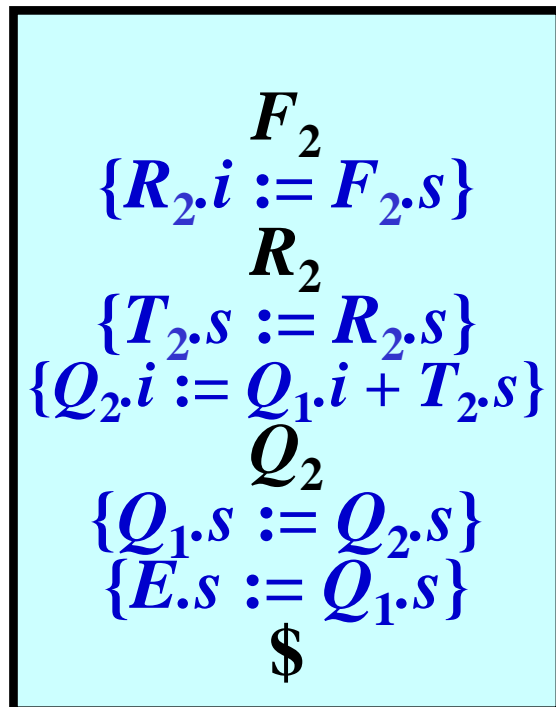 F₂
{R₂.i := F₂.s}
R₂
{T₂.s := R₂.s}
{Q₂.i := Q₁.i + T₂.s}
Q₂
{Q₁.s := Q₂.s}
{E.s := Q₁.s}
$